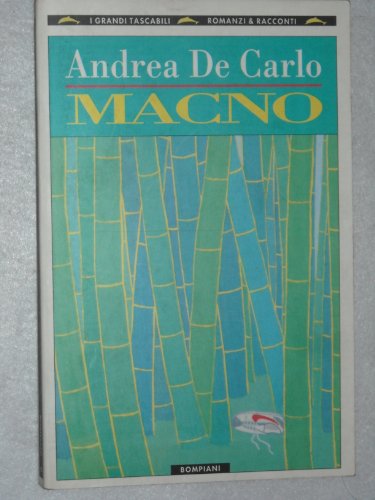 I GRANDI TASCABILI ROMANZI & RACCONTI
Andrea De Carlo
MACNO
BOMPIANI